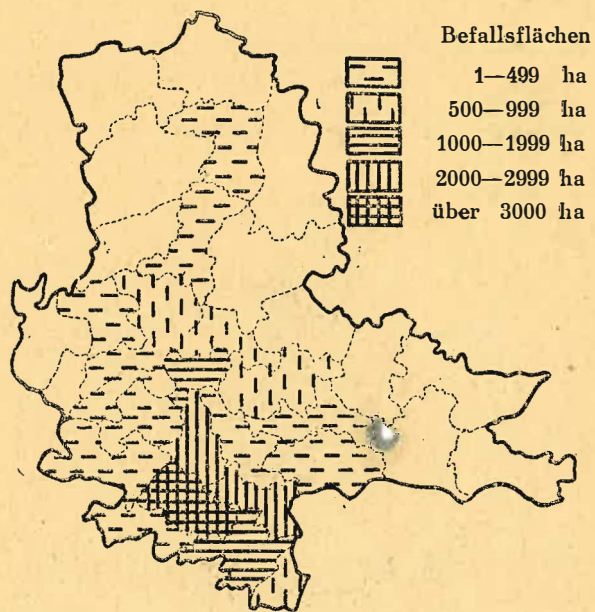 Befallsflächen
1—499 ha
500—999 ha
1000—1999 ha
2000—2999 ha
über 3000 ha